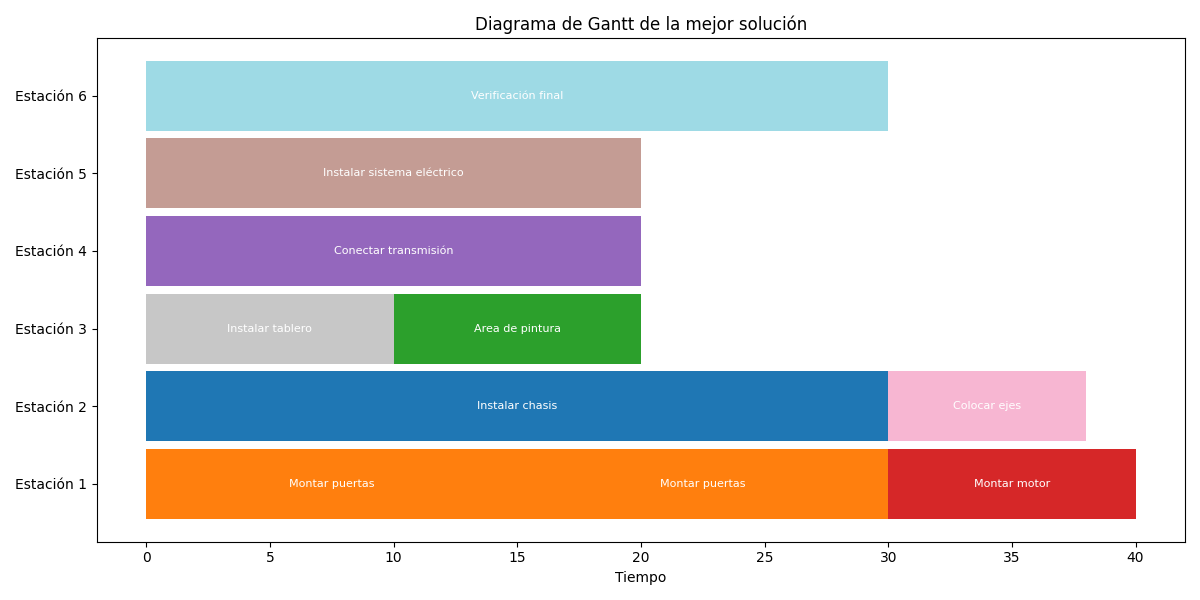 Diagrama de Gantt de la mejor solución
Estación 6
Verificación final
Estación 5
Instalar sistema eléctrico
Estación 4
Conectar transmisión
Estación 3
Instalar tablero
Area de pintura
Estación 2
Instalar chasis
Colocar ejes
Estación 1
Montar puertas
Montar puertas
Montar motor
0 5 10 15 20 25 30 35 40
Tiempo